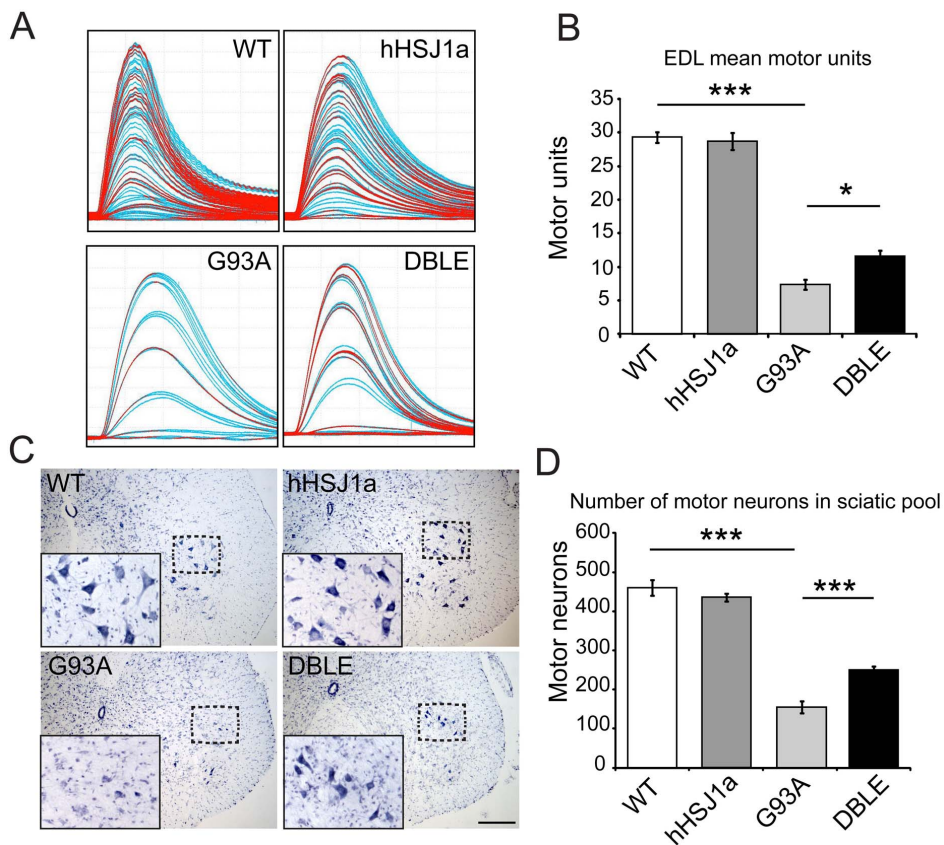 A
WT
hHSJ1a
G93A
DBLE
B
EDL mean motor units
***
*
Motor units
35
30
25
20
15
10
5
0
WT
hHSJ1a
G93A
DBLE
C
WT
hHSJ1a
G93A
DBLE
D
Number of motor neurons in sciatic pool
***
***
Motor neurons
600
500
400
300
200
100
0
WT
hHSJ1a
G93A
DBLE